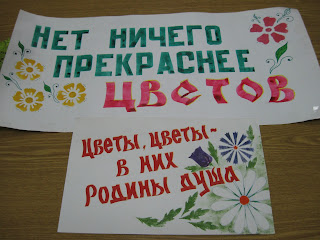 НЕТ НИЧЕГО
ПРЕКРАСНЕЕ
ЦВЕТОВ
Цветы, цветы-
в них
Родины душа